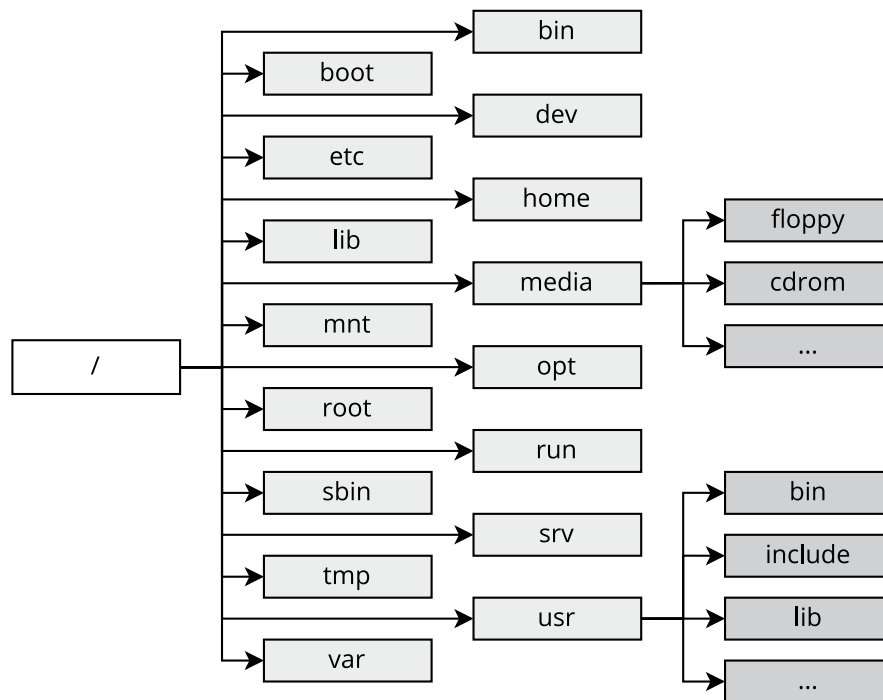 /
bin
boot
dev
etc
home
lib
media
mnt
opt
root
run
sbin
srv
tmp
usr
var
floppy
cdrom
...
bin
include
lib
...